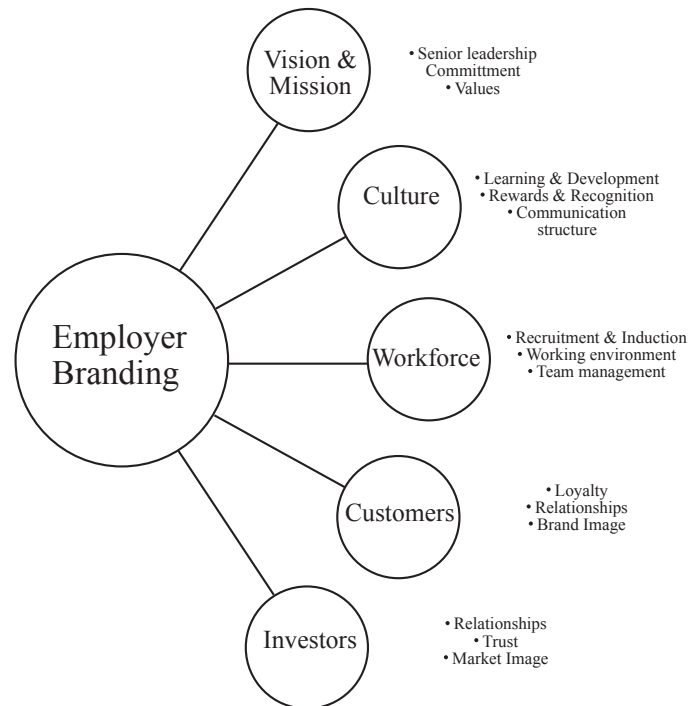 Vision &
Mission
• Senior leadership
Committment
• Values
Culture
• Learning & Development
• Rewards & Recognition
• Communication
structure
Employer
Branding
Workforce
• Recruitment & Induction
• Working environment
• Team management
Customers
• Loyalty
• Relationships
• Brand Image
Investors
• Relationships
• Trust
• Market Image